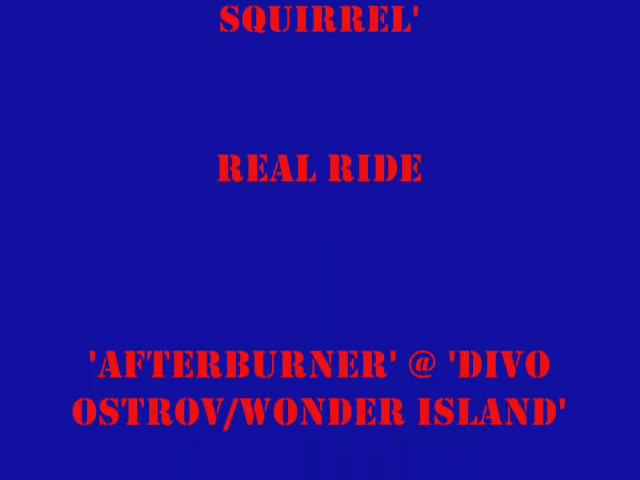 SQUIRREL'
REAL RIDE
'AFTERBURNER' @ 'DIVO
OSTROV/WONDER ISLAND'